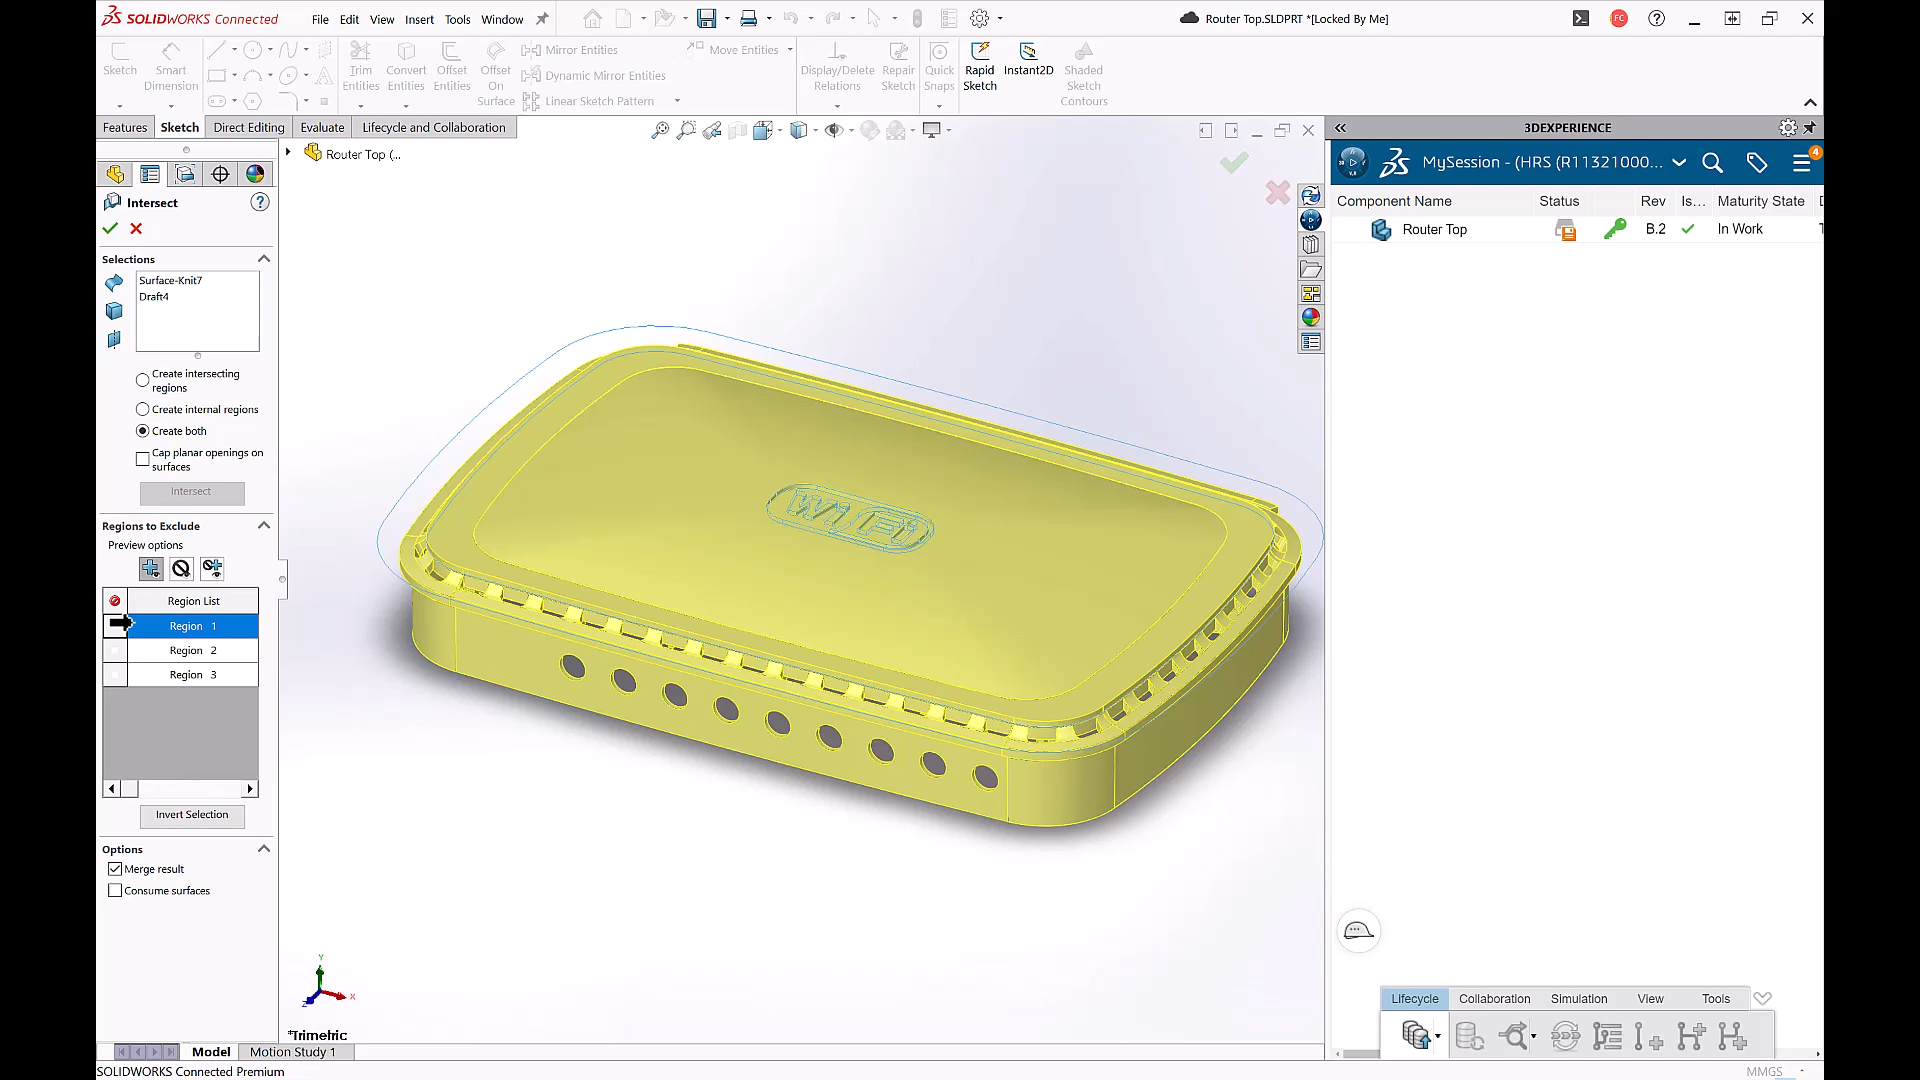 SOLIDWORKS Connected
File Edit View Insert Tools Window
Router Top.SLDPRT *[Locked By Me]
FC
Sketch
Smart Dimension
Trim Entities
Convert Entities
Offset Entities
Offset On Surface
Mirror Entities
Dynamic Mirror Entities
Linear Sketch Pattern
Move Entities
Display/Delete Relations
Repair Sketch
Quick Snaps
Rapid Sketch
Instant2D
Shaded Sketch Contours
Features Sketch Direct Editing Evaluate Lifecycle and Collaboration
Router Top (...
Intersect
Selections
Surface-Knit7
Draft4
Create intersecting
regions
Create internal regions
Create both
Cap planar openings on
surfaces
Intersect
Regions to Exclude
Preview options
Region List
Region 1
Region 2
Region 3
Invert Selection
Options
Merge result
Consume surfaces
WiFi
Y
X
Z
*Trimetric
Model Motion Study 1
SOLIDWORKS Connected Premium
MMGS
3DEXPERIENCE
MySession - (HRS (R11321000...
4
Component Name Status Rev Is... Maturity State
Router Top B.2 In Work
Lifecycle Collaboration Simulation View Tools